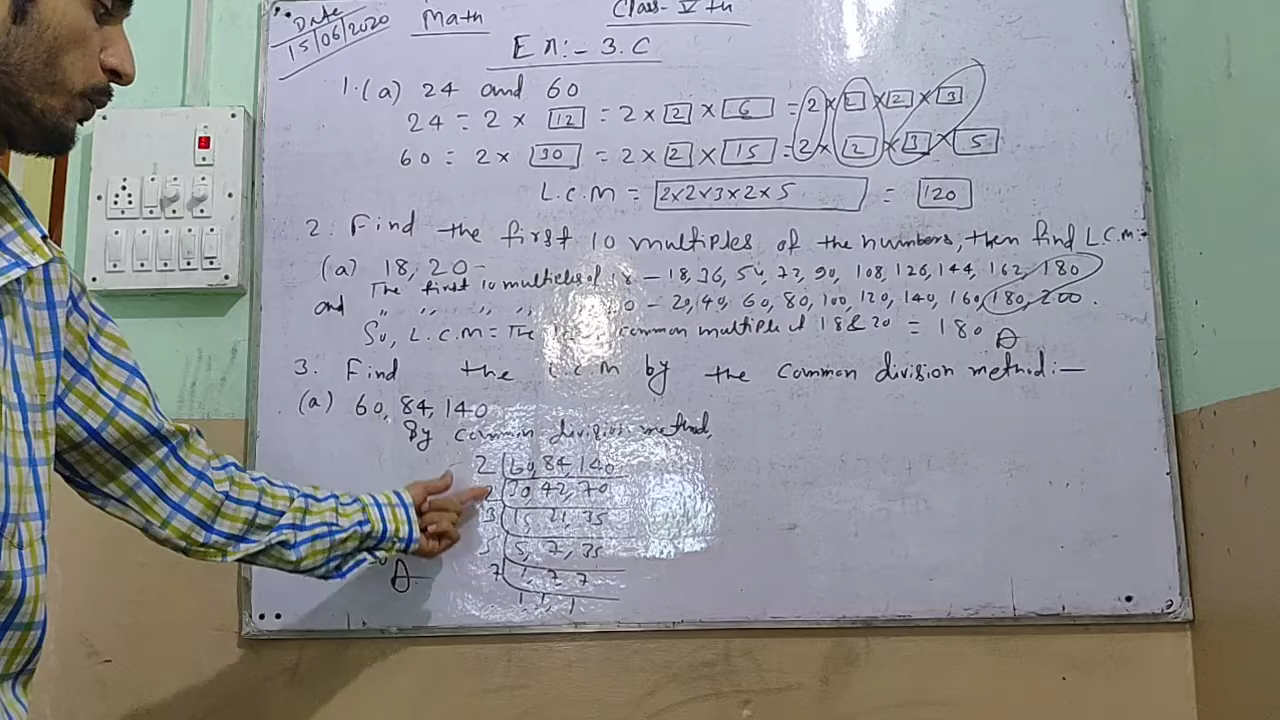 Date
15/06/2020
Math
Class- Vth
Ex:- 3.C
1.(a) 24 and 60
24 = 2 × 12 = 2 × 2 × 6 = 2 × 2 × 2 × 3
60 = 2 × 30 = 2 × 2 × 15 = 2 × 2 × 3 × 5
L.C.M = 2×2×3×2×5 = 120
2. Find the first 10 multiples of the numbers, then find L.C.M:-
(a) 18, 20-
The first 10 multiples of 18 - 18, 36, 54, 72, 90, 108, 126, 144, 162, 180
and " " " " 20 - 20, 40, 60, 80, 100, 120, 140, 160, 180, 200.
So, L.C.M = The common multiple of 18 & 20 = 180 A
3. Find the L.C.M by the common division method:-
(a) 60, 84, 140
By common division method,
2 60, 84, 140
2 30, 42, 70
3 15, 21, 35
5 5, 7, 35
7 1, 7, 7
1, 1, 1
A